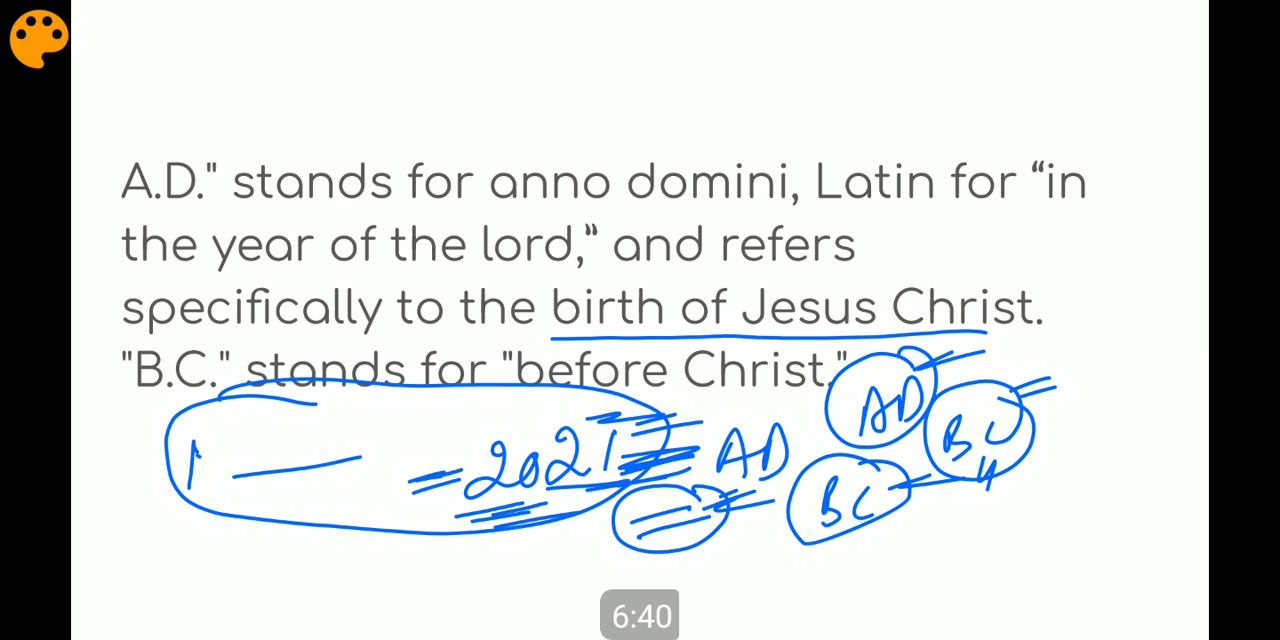 A.D." stands for anno domini, Latin for “in
the year of the lord,” and refers
specifically to the birth of Jesus Christ.
"B.C." stands for "before Christ."
AD
BC
1 — 2021 AD
BC
6:40